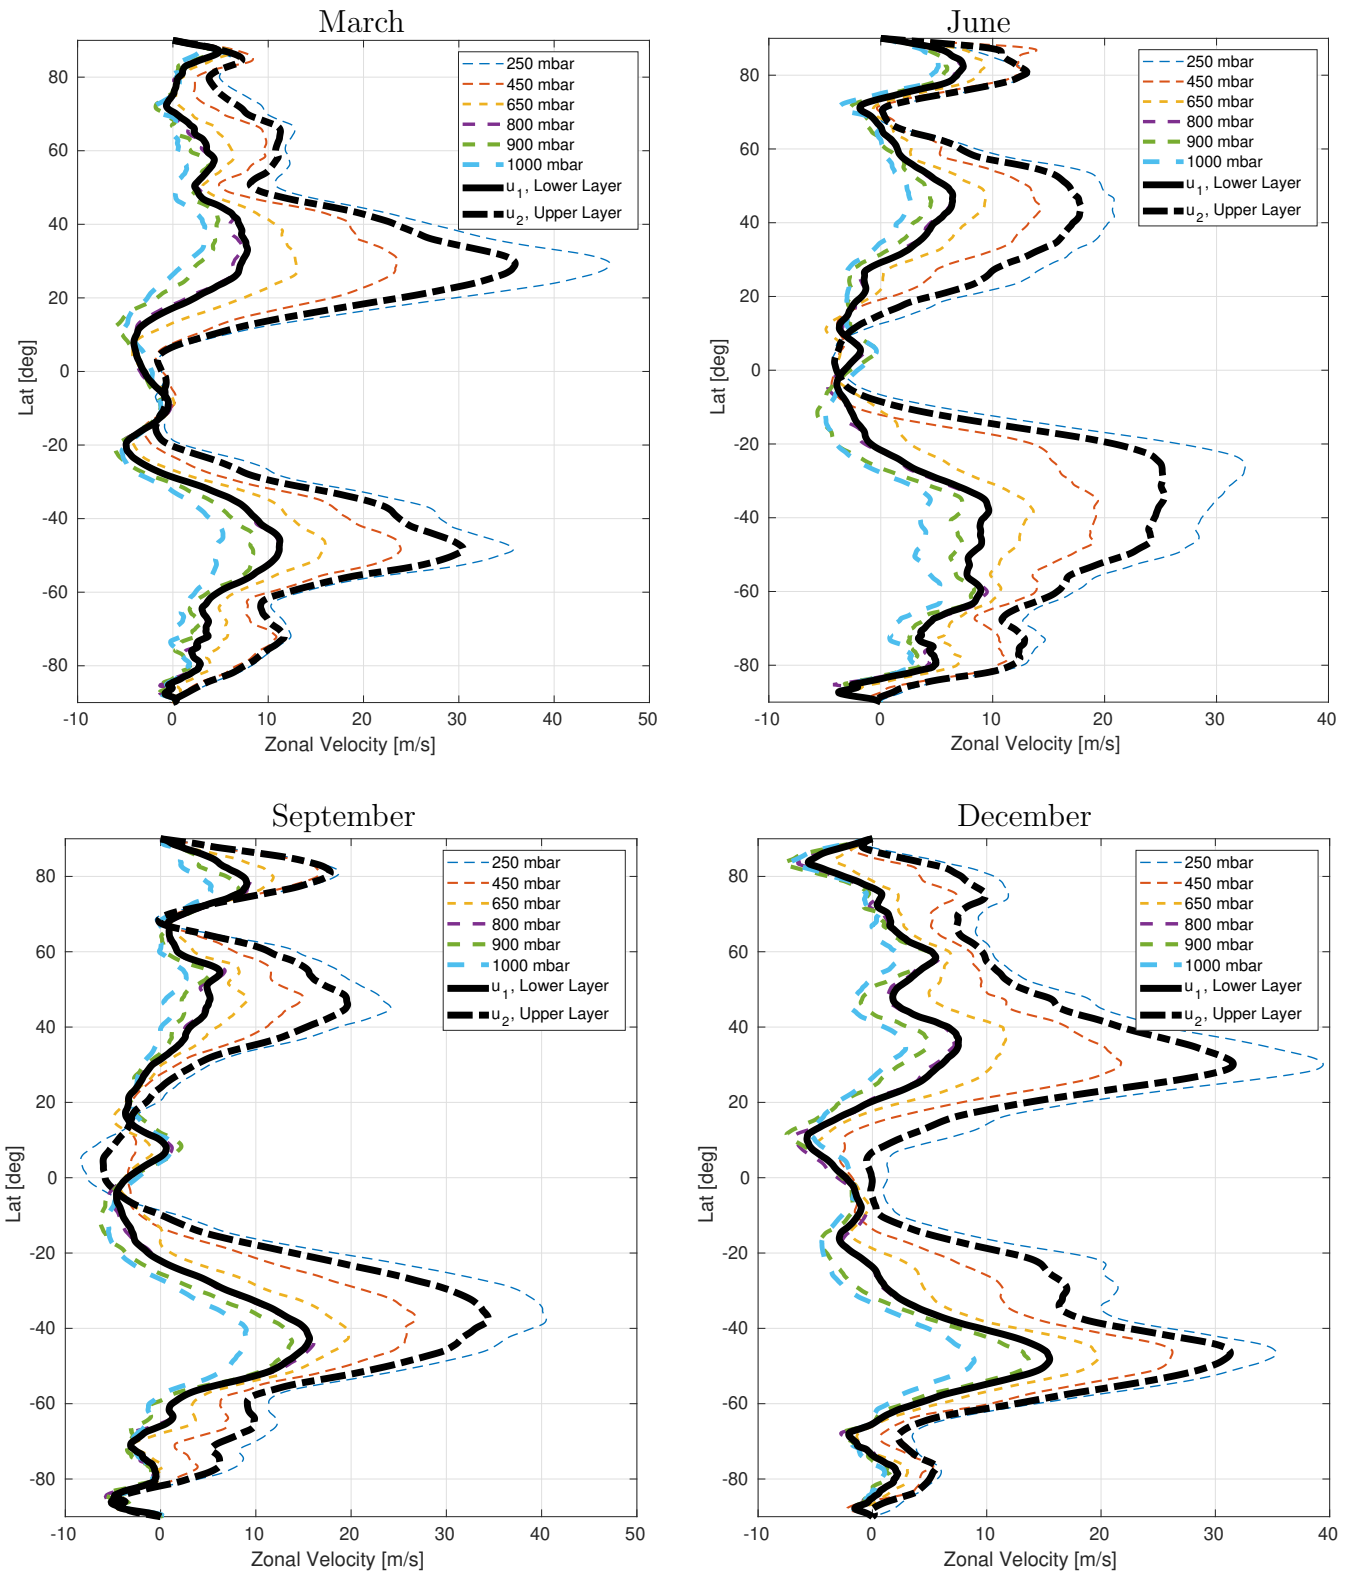 March
80
60
40
20
0
-20
-40
-60
-80
Lat [deg]
-10 0 10 20 30 40 50
Zonal Velocity [m/s]
250 mbar
450 mbar
650 mbar
800 mbar
900 mbar
1000 mbar
u1, Lower Layer
u2, Upper Layer
June
80
60
40
20
0
-20
-40
-60
-80
Lat [deg]
-10 0 10 20 30 40
Zonal Velocity [m/s]
250 mbar
450 mbar
650 mbar
800 mbar
900 mbar
1000 mbar
u1, Lower Layer
u2, Upper Layer
September
80
60
40
20
0
-20
-40
-60
-80
Lat [deg]
-10 0 10 20 30 40 50
Zonal Velocity [m/s]
250 mbar
450 mbar
650 mbar
800 mbar
900 mbar
1000 mbar
u1, Lower Layer
u2, Upper Layer
December
80
60
40
20
0
-20
-40
-60
-80
Lat [deg]
-10 0 10 20 30 40
Zonal Velocity [m/s]
250 mbar
450 mbar
650 mbar
800 mbar
900 mbar
1000 mbar
u1, Lower Layer
u2, Upper Layer